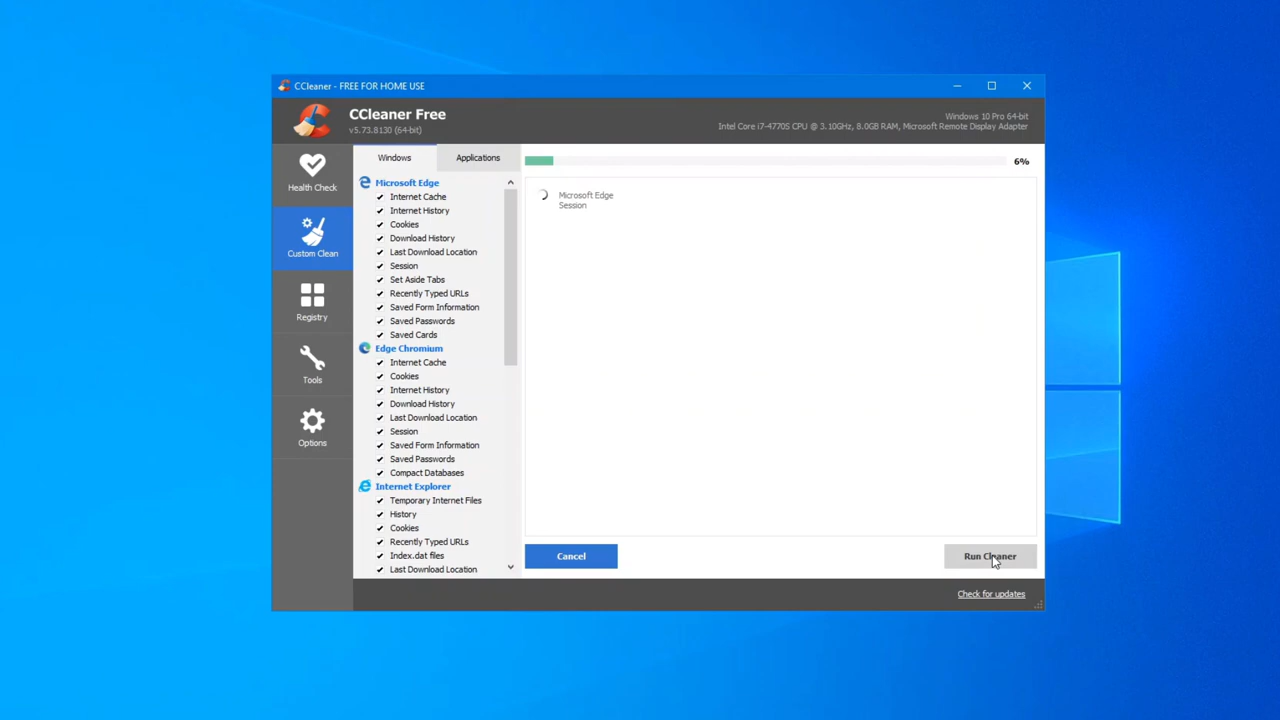 CCleaner - FREE FOR HOME USE
CCleaner Free
v5.73.8130 (64-bit)
Windows 10 Pro 64-bit
Intel Core i7-4770S CPU @ 3.10GHz, 8.0GB RAM, Microsoft Remote Display Adapter
Health Check
Custom Clean
Registry
Tools
Options
Windows
Applications
Microsoft Edge
Internet Cache
Internet History
Cookies
Download History
Last Download Location
Session
Set Aside Tabs
Recently Typed URLs
Saved Form Information
Saved Passwords
Saved Cards
Edge Chromium
Internet Cache
Cookies
Internet History
Download History
Last Download Location
Session
Saved Form Information
Saved Passwords
Compact Databases
Internet Explorer
Temporary Internet Files
History
Cookies
Recently Typed URLs
Index.dat files
Last Download Location
6%
Microsoft Edge
Session
Cancel
Run Cleaner
Check for updates